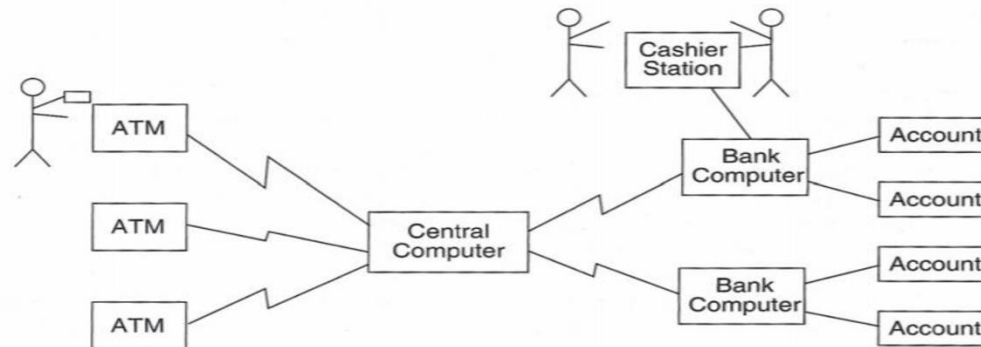 Cashier
Station
ATM
Account
Bank
Computer
Account
ATM
Central
Computer
Account
Bank
Computer
ATM
Account